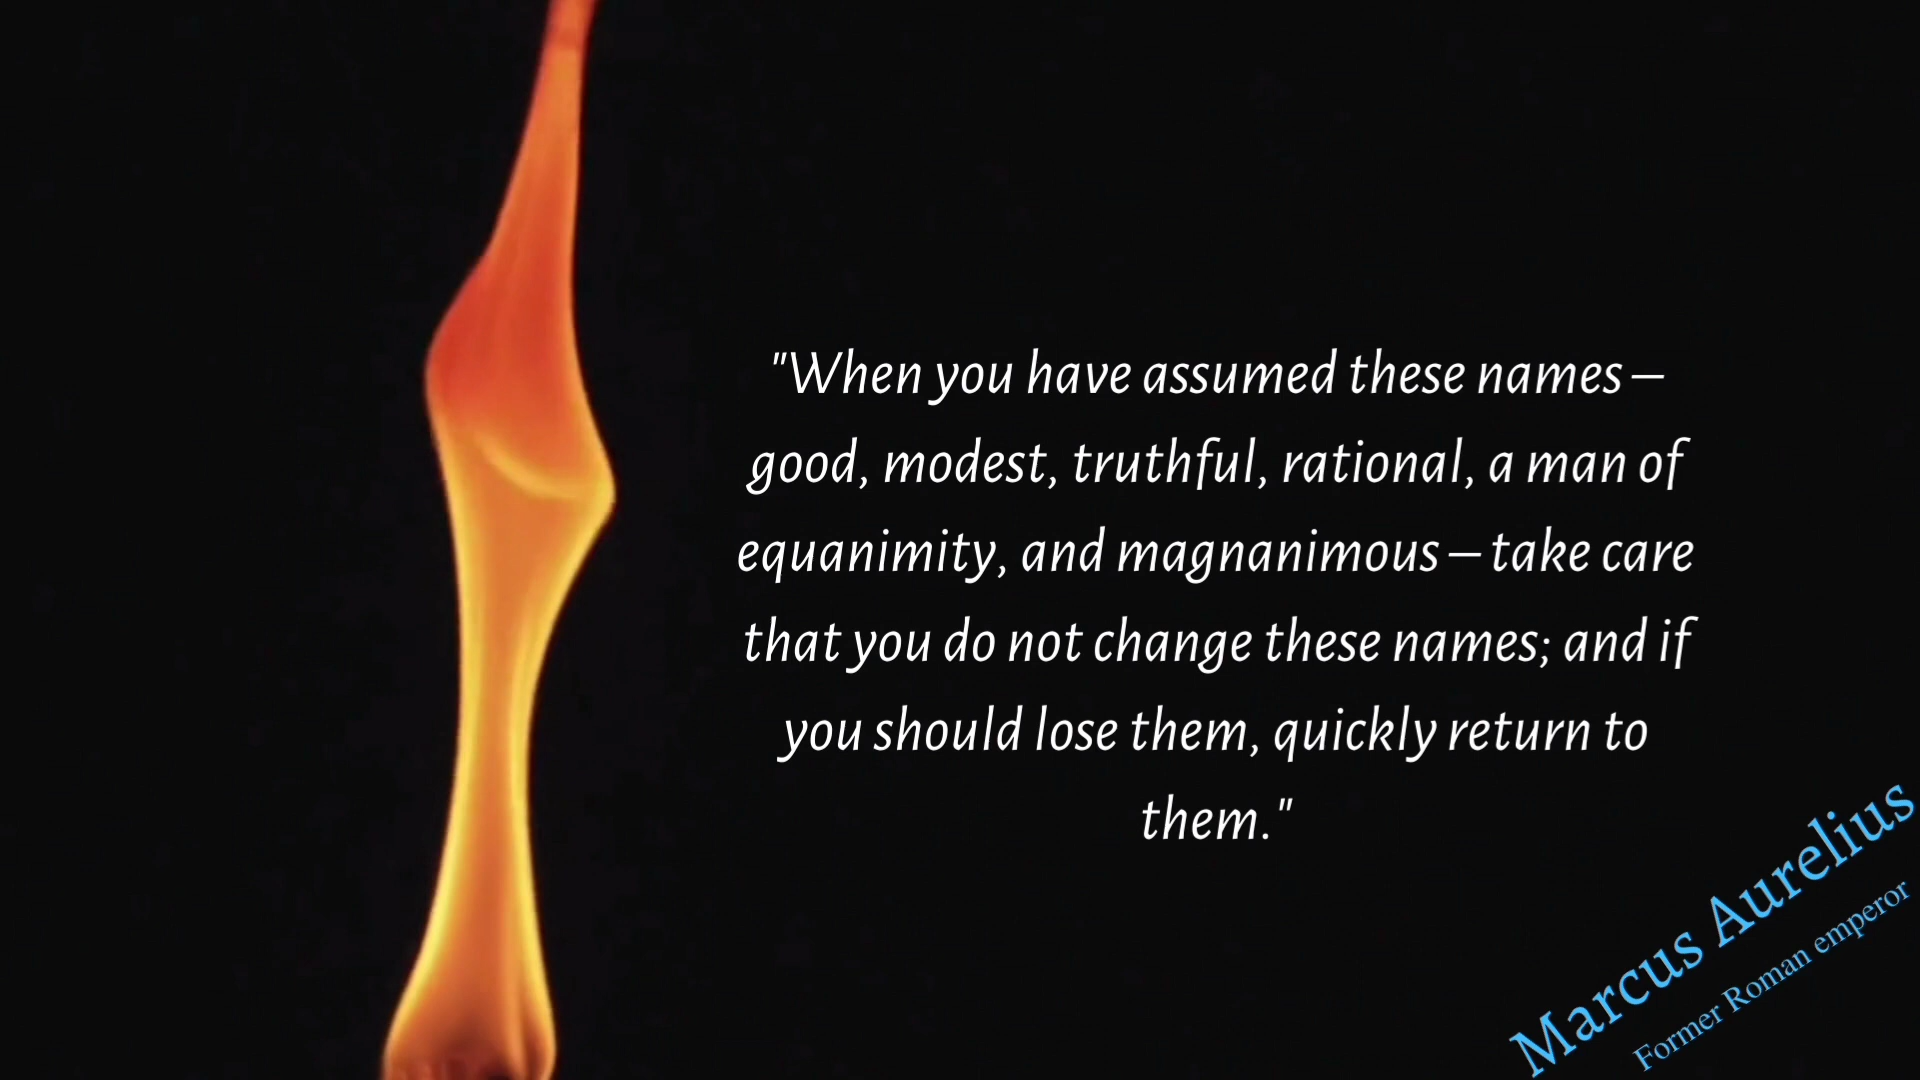 "When you have assumed these names –
good, modest, truthful, rational, a man of
equanimity, and magnanimous – take care
that you do not change these names; and if
you should lose them, quickly return to
them."
Marcus Aurelius
Former Roman emperor